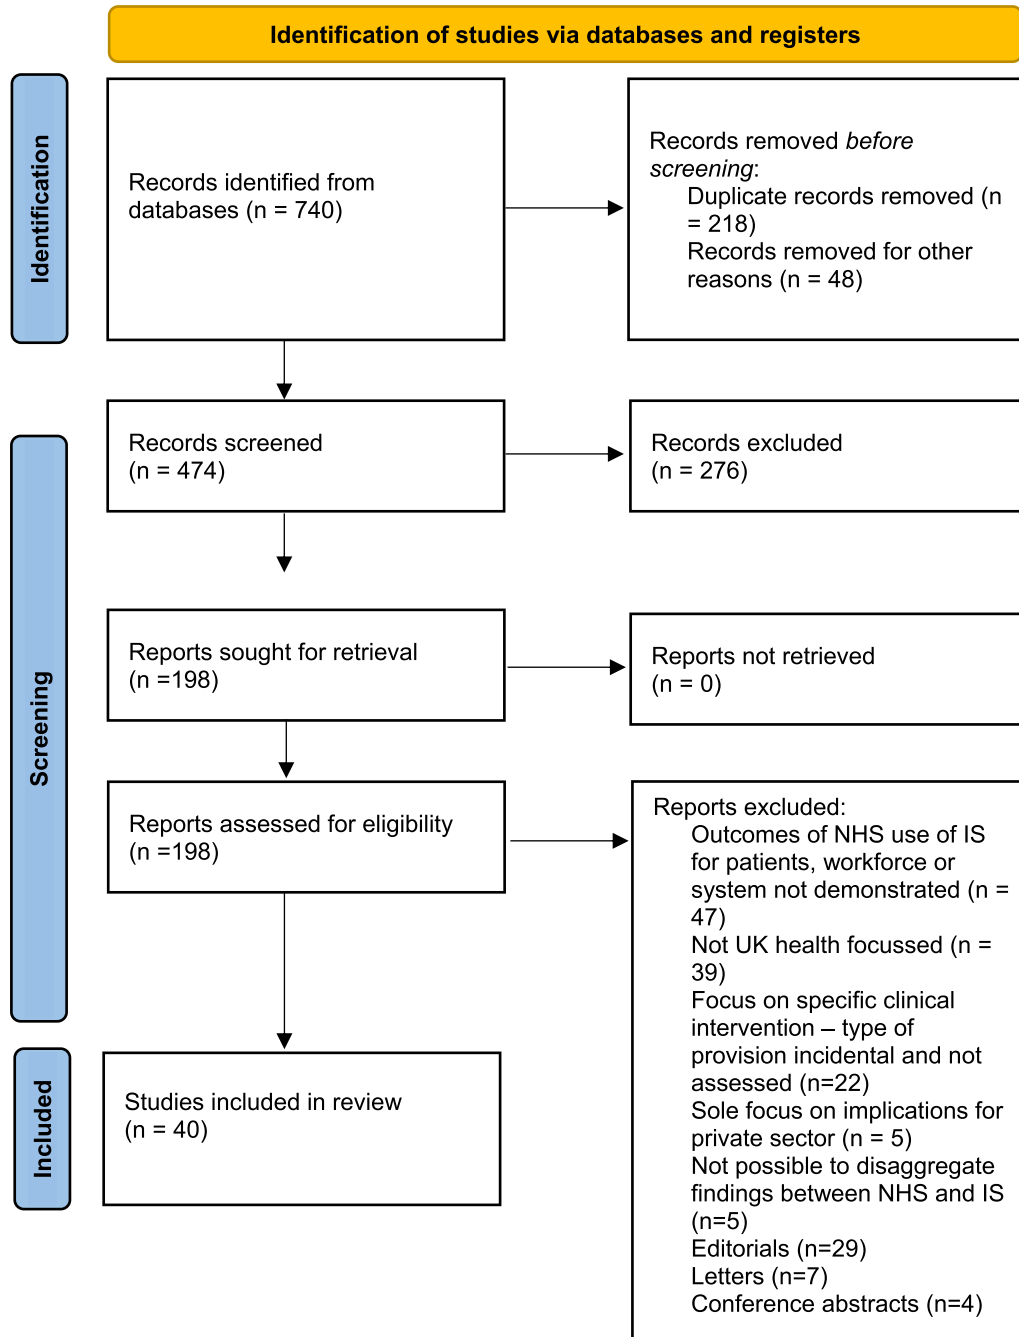 Identification of studies via databases and registers
Identification
Records identified from
databases (n = 740)
Records removed before
screening:
Duplicate records removed (n
= 218)
Records removed for other
reasons (n = 48)
Screening
Records screened
(n = 474)
Records excluded
(n = 276)
Reports sought for retrieval
(n =198)
Reports not retrieved
(n = 0)
Reports assessed for eligibility
(n =198)
Reports excluded:
Outcomes of NHS use of IS
for patients, workforce or
system not demonstrated (n =
47)
Not UK health focussed (n =
39)
Focus on specific clinical
intervention – type of
provision incidental and not
assessed (n=22)
Sole focus on implications for
private sector (n = 5)
Not possible to disaggregate
findings between NHS and IS
(n=5)
Editorials (n=29)
Letters (n=7)
Conference abstracts (n=4)
Included
Studies included in review
(n = 40)